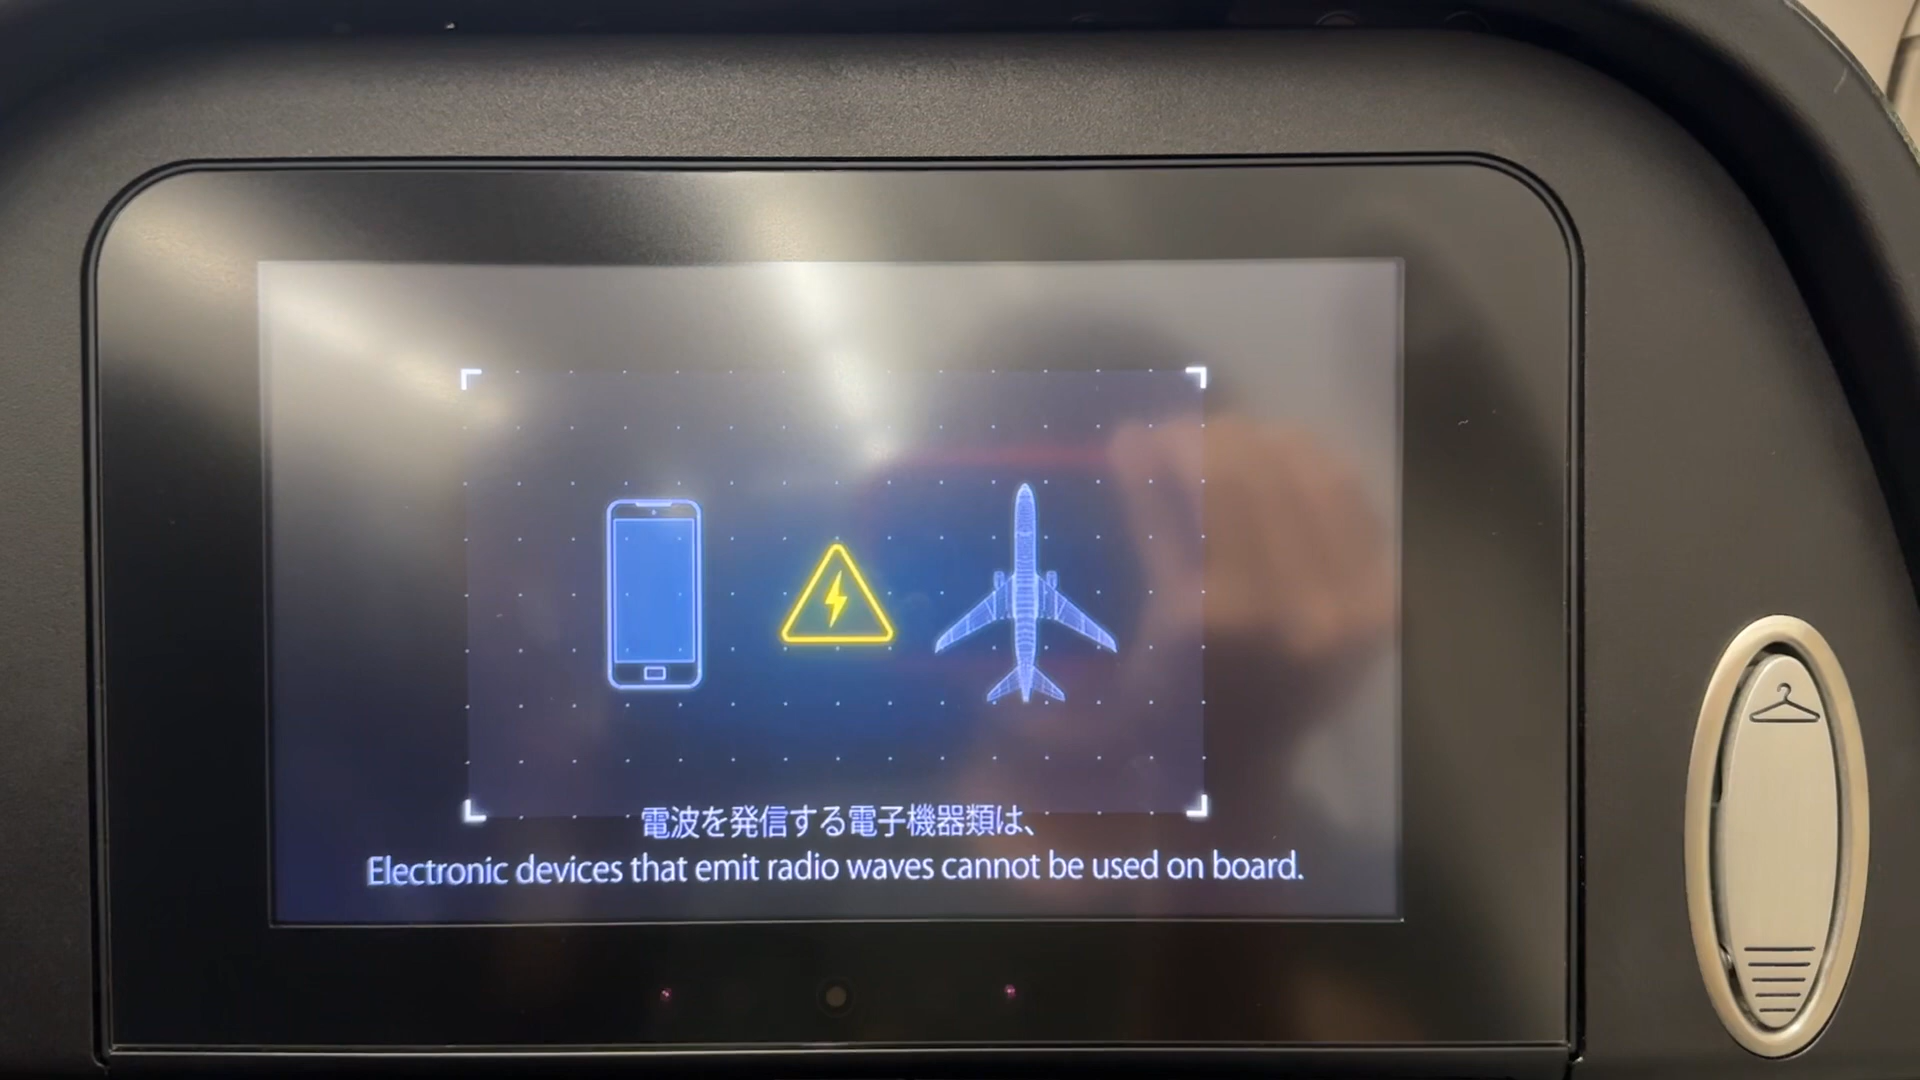 電波を発信する電子機器類は、
Electronic devices that emit radio waves cannot be used on board.